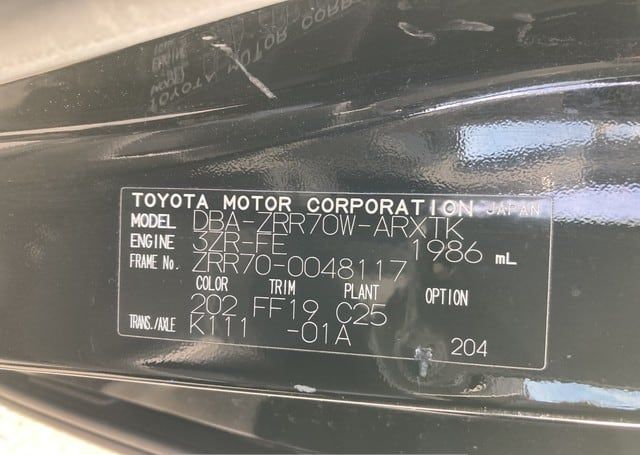 TOYOTA MOTOR CORPORATION JAPAN
MODEL DBA-ZRR70W-ARXTK
ENGINE 3ZR-FE 1986 mL
FRAME No. ZRR70-0048117
COLOR TRIM PLANT OPTION
202 FF19 C25
TRANS./AXLE K111 -01A 204